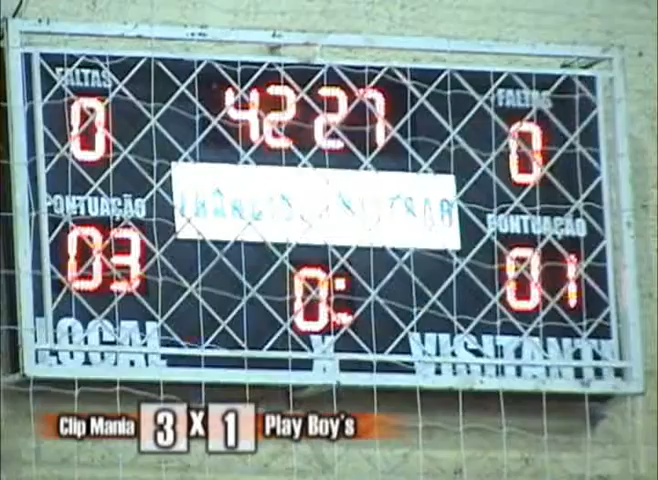 FALTAS 42 27 FALTAS
0 0
PONTUAÇÃO PONTUAÇÃO
03 0: 01
LOCAL X VISITANTE
Clip Mania 3 X 1 Play Boy's